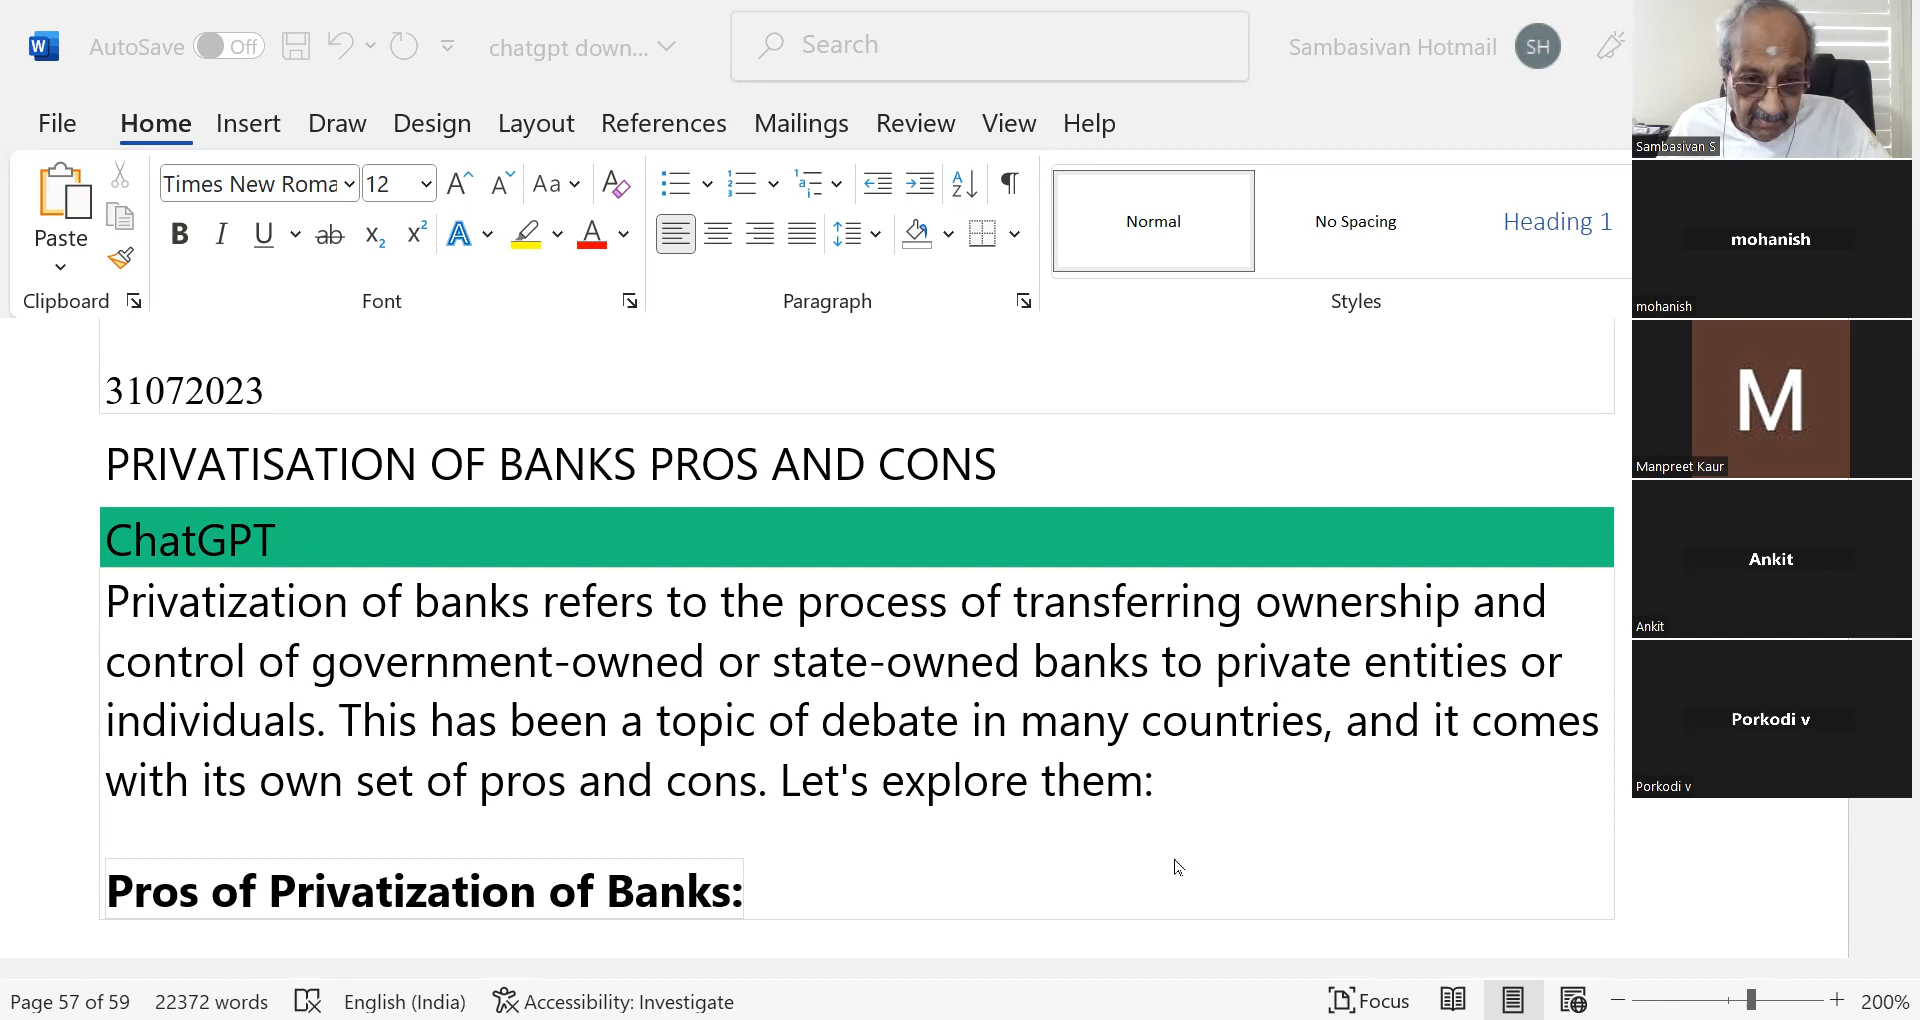 AutoSave Off chatgpt down... Search Sambasivan Hotmail SH
File Home Insert Draw Design Layout References Mailings Review View Help
Paste
Clipboard
Times New Roma 12
Font
Paragraph
Normal No Spacing Heading 1
Styles
31072023
PRIVATISATION OF BANKS PROS AND CONS
ChatGPT
Privatization of banks refers to the process of transferring ownership and
control of government-owned or state-owned banks to private entities or
individuals. This has been a topic of debate in many countries, and it comes
with its own set of pros and cons. Let's explore them:
Pros of Privatization of Banks:
Page 57 of 59 22372 words English (India) Accessibility: Investigate Focus 200%
Sambasivan S
mohanish
mohanish
M
Manpreet Kaur
Ankit
Ankit
Porkodi v
Porkodi v